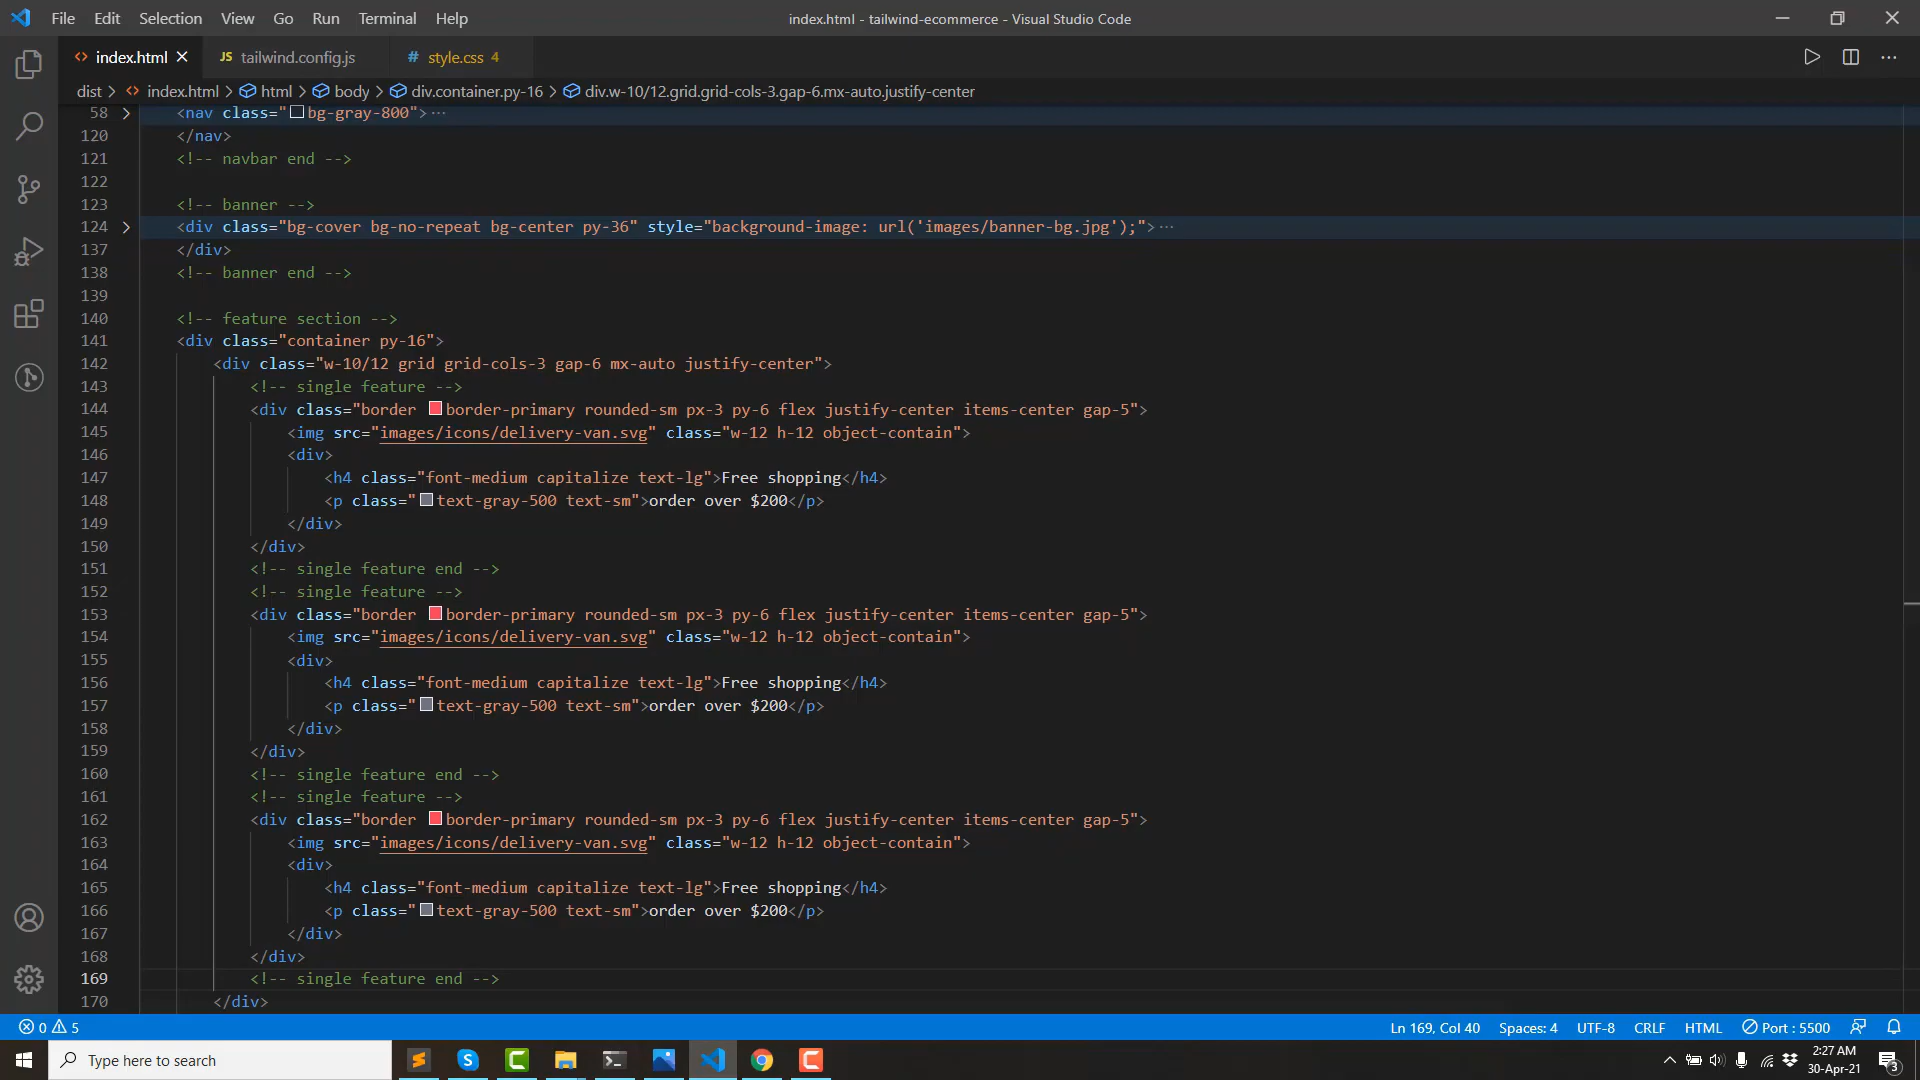 File Edit Selection View Go Run Terminal Help
index.html - tailwind-ecommerce - Visual Studio Code
index.html
JS tailwind.config.js
# style.css 4
dist > index.html > html > body > div.container.py-16 > div.w-10/12.grid.grid-cols-3.gap-6.mx-auto.justify-center
58 <nav class="bg-gray-800">···
120 </nav>
121 <!-- navbar end -->
122
123 <!-- banner -->
124 <div class="bg-cover bg-no-repeat bg-center py-36" style="background-image: url('images/banner-bg.jpg');">···
137 </div>
138 <!-- banner end -->
139
140 <!-- feature section -->
141 <div class="container py-16">
142 <div class="w-10/12 grid grid-cols-3 gap-6 mx-auto justify-center">
143 <!-- single feature -->
144 <div class="border border-primary rounded-sm px-3 py-6 flex justify-center items-center gap-5">
145 <img src="images/icons/delivery-van.svg" class="w-12 h-12 object-contain">
146 <div>
147 <h4 class="font-medium capitalize text-lg">Free shopping</h4>
148 <p class="text-gray-500 text-sm">order over $200</p>
149 </div>
150 </div>
151 <!-- single feature end -->
152 <!-- single feature -->
153 <div class="border border-primary rounded-sm px-3 py-6 flex justify-center items-center gap-5">
154 <img src="images/icons/delivery-van.svg" class="w-12 h-12 object-contain">
155 <div>
156 <h4 class="font-medium capitalize text-lg">Free shopping</h4>
157 <p class="text-gray-500 text-sm">order over $200</p>
158 </div>
159 </div>
160 <!-- single feature end -->
161 <!-- single feature -->
162 <div class="border border-primary rounded-sm px-3 py-6 flex justify-center items-center gap-5">
163 <img src="images/icons/delivery-van.svg" class="w-12 h-12 object-contain">
164 <div>
165 <h4 class="font-medium capitalize text-lg">Free shopping</h4>
166 <p class="text-gray-500 text-sm">order over $200</p>
167 </div>
168 </div>
169 <!-- single feature end -->
170 </div>
0 5
Ln 169, Col 40 Spaces: 4 UTF-8 CRLF HTML Port : 5500
Type here to search
2:27 AM
30-Apr-21
3